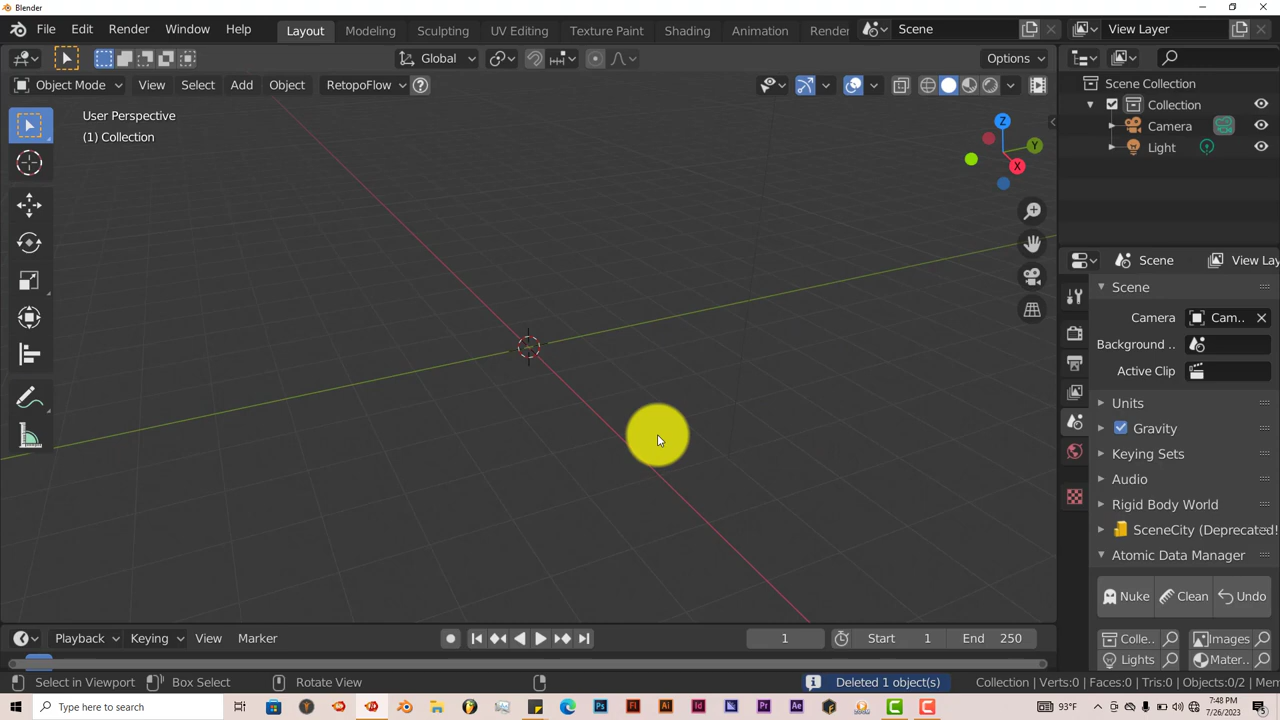 Blender
File Edit Render Window Help Layout Modeling Sculpting UV Editing Texture Paint Shading Animation Render Scene View Layer
Global Options
Object Mode View Select Add Object RetopoFlow
User Perspective
(1) Collection
Z
Y
X
Scene Collection
Collection
Camera
Light
Scene View Lay
Scene
Camera Cam..
Background ..
Active Clip
Units
Gravity
Keying Sets
Audio
Rigid Body World
SceneCity (Deprecated!
Atomic Data Manager
Nuke Clean Undo
Colle.. Images
Lights Mater..
Playback Keying View Marker 1 Start 1 End 250
Select in Viewport Box Select Rotate View Deleted 1 object(s) Collection | Verts:0 | Faces:0 | Tris:0 | Objects:0/2 | Mem
Type here to search 93°F 7:48 PM
7/26/2023